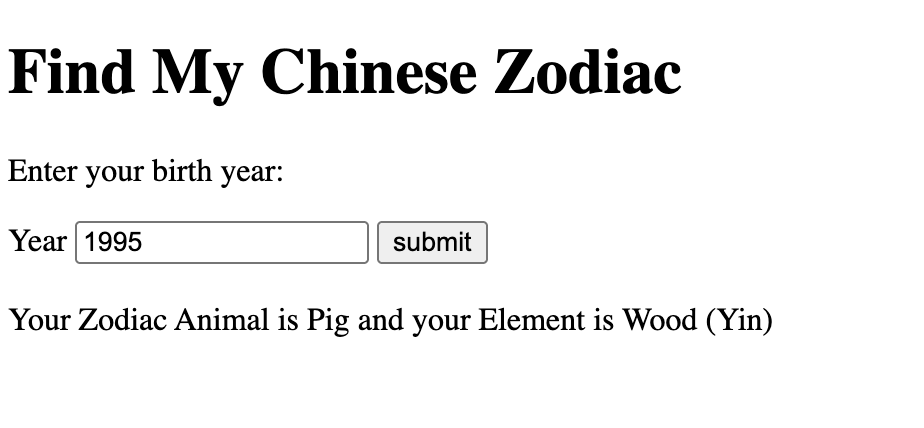 Find My Chinese Zodiac
Enter your birth year:
Year 1995 submit
Your Zodiac Animal is Pig and your Element is Wood (Yin)